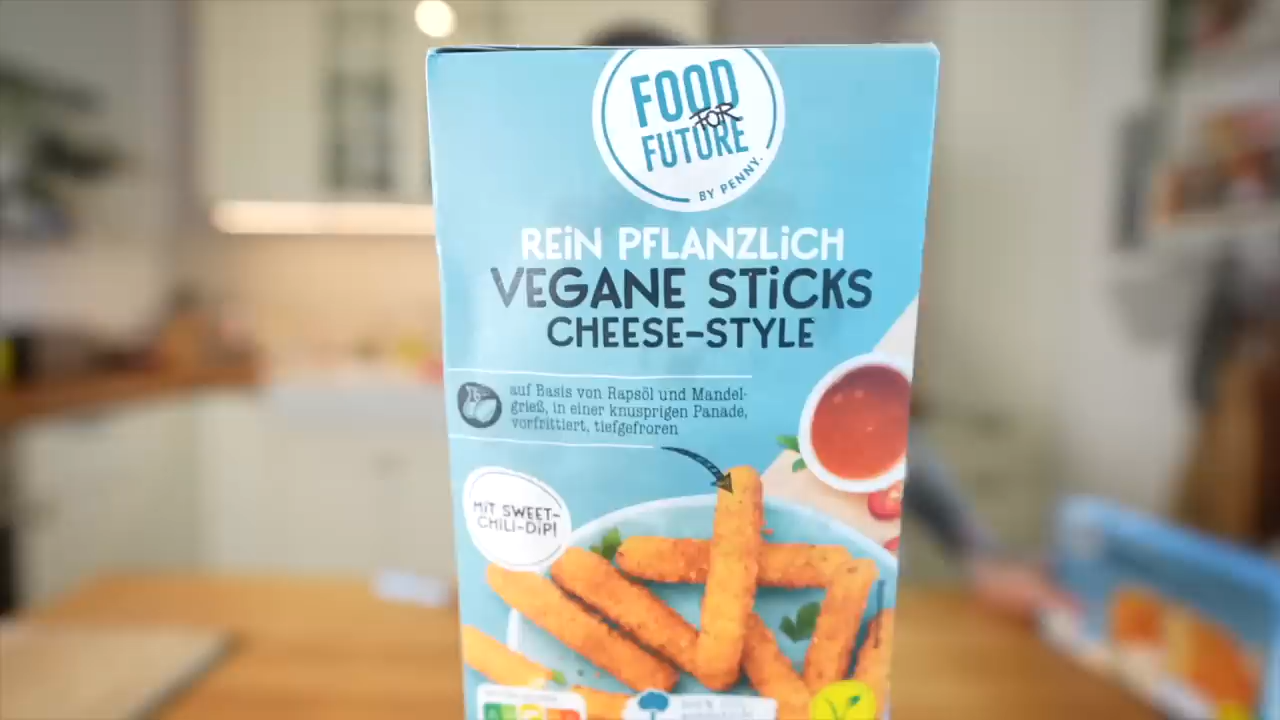 FOOD
FOR
FUTURE
BY PENNY.
REiN PFLANZLiCH
VEGANE STiCKS
CHEESE-STYLE
auf Basis von Rapsöl und Mandel-
grieß, in einer knusprigen Panade,
vorfrittiert, tiefgefroren
MiT SWEET-
CHiLi-DiP!